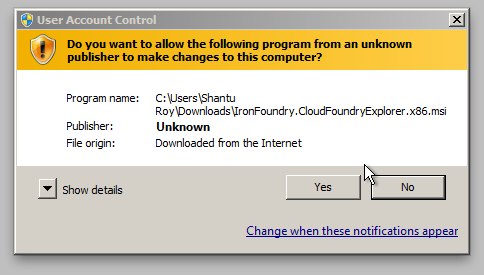 User Account Control
Do you want to allow the following program from an unknown
publisher to make changes to this computer?
Program name: C:\Users\Shantu
Roy\Downloads\IronFoundry.CloudFoundryExplorer.x86.msi
Publisher: Unknown
File origin: Downloaded from the Internet
Show details Yes No
Change when these notifications appear